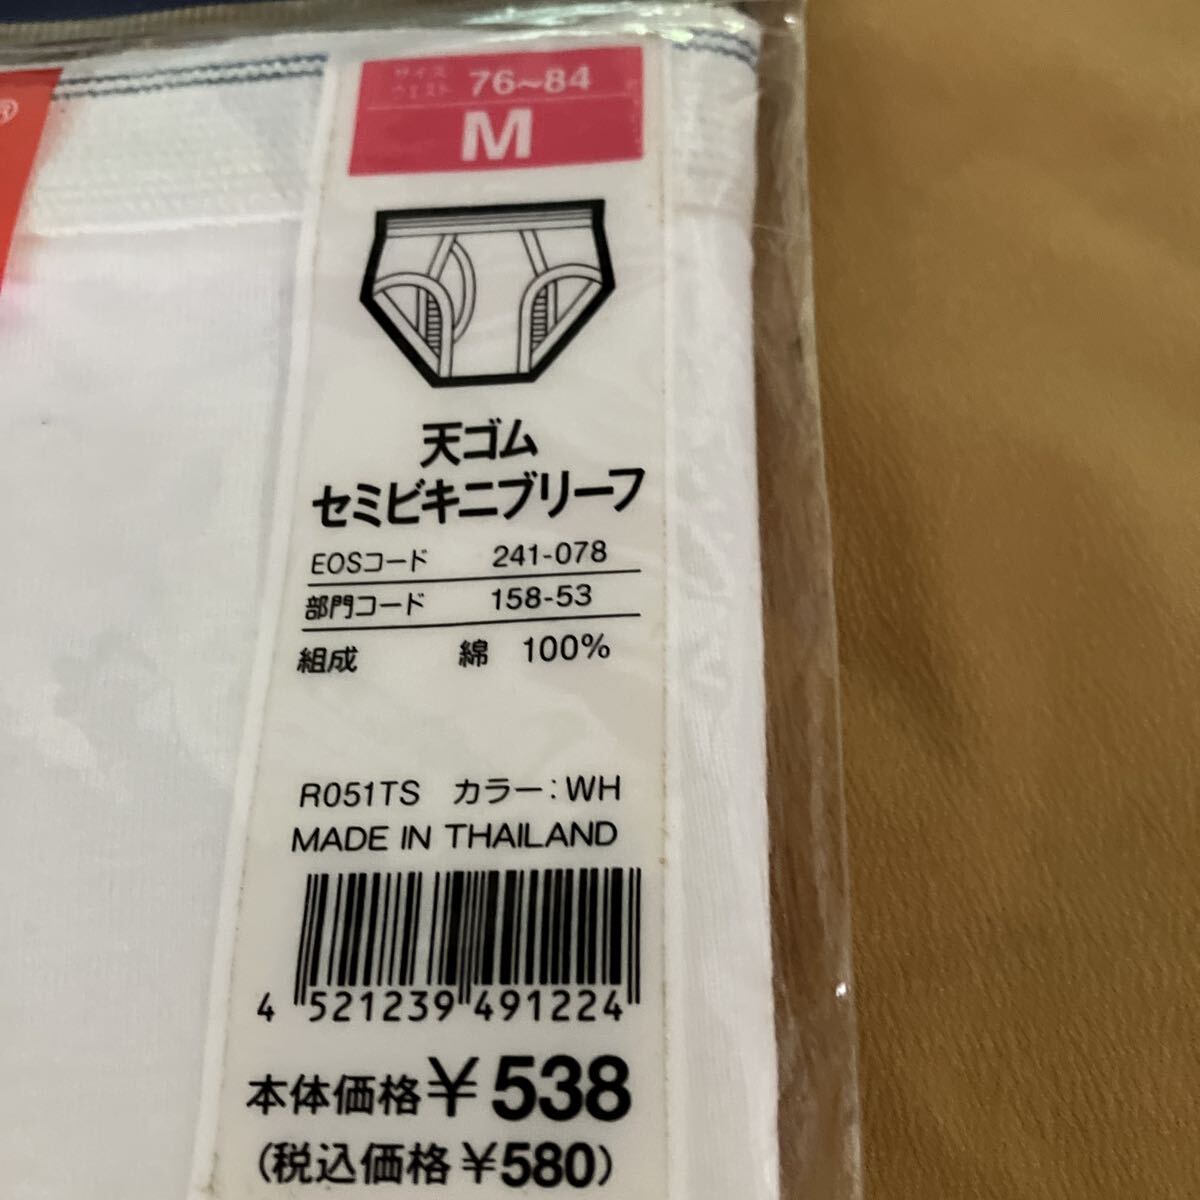 ®
サイズ
ウエスト 76~84
M
天ゴム
セミビキニブリーフ
EOSコード 241-078
部門コード 158-53
組成 綿 100%
R051TS カラー:WH
MADE IN THAILAND
4 521239 491224
本体価格¥538
(税込価格¥580)